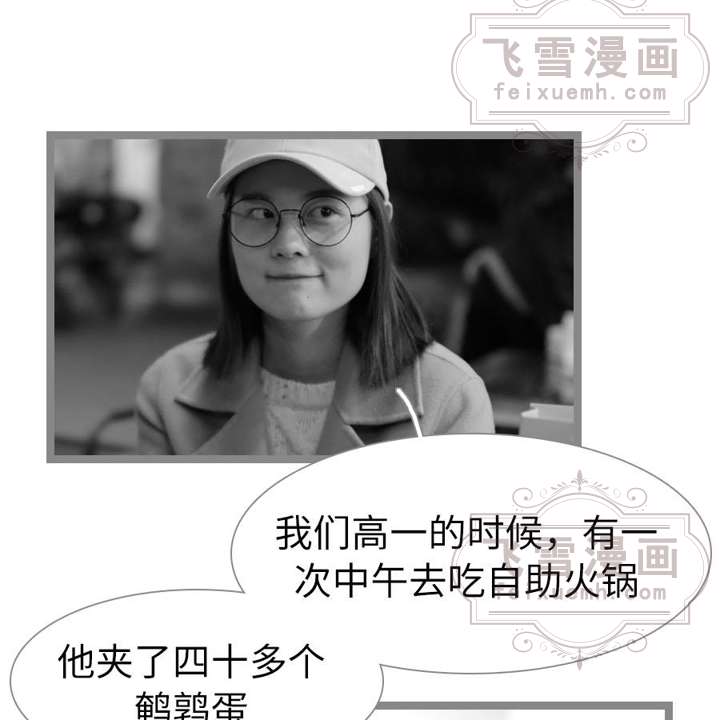 飞雪漫画
feixuemh.com
我们高一的时候，有一
次中午去吃自助火锅
飞雪漫画
feixuemh.com
他夹了四十多个
鹌鹑蛋